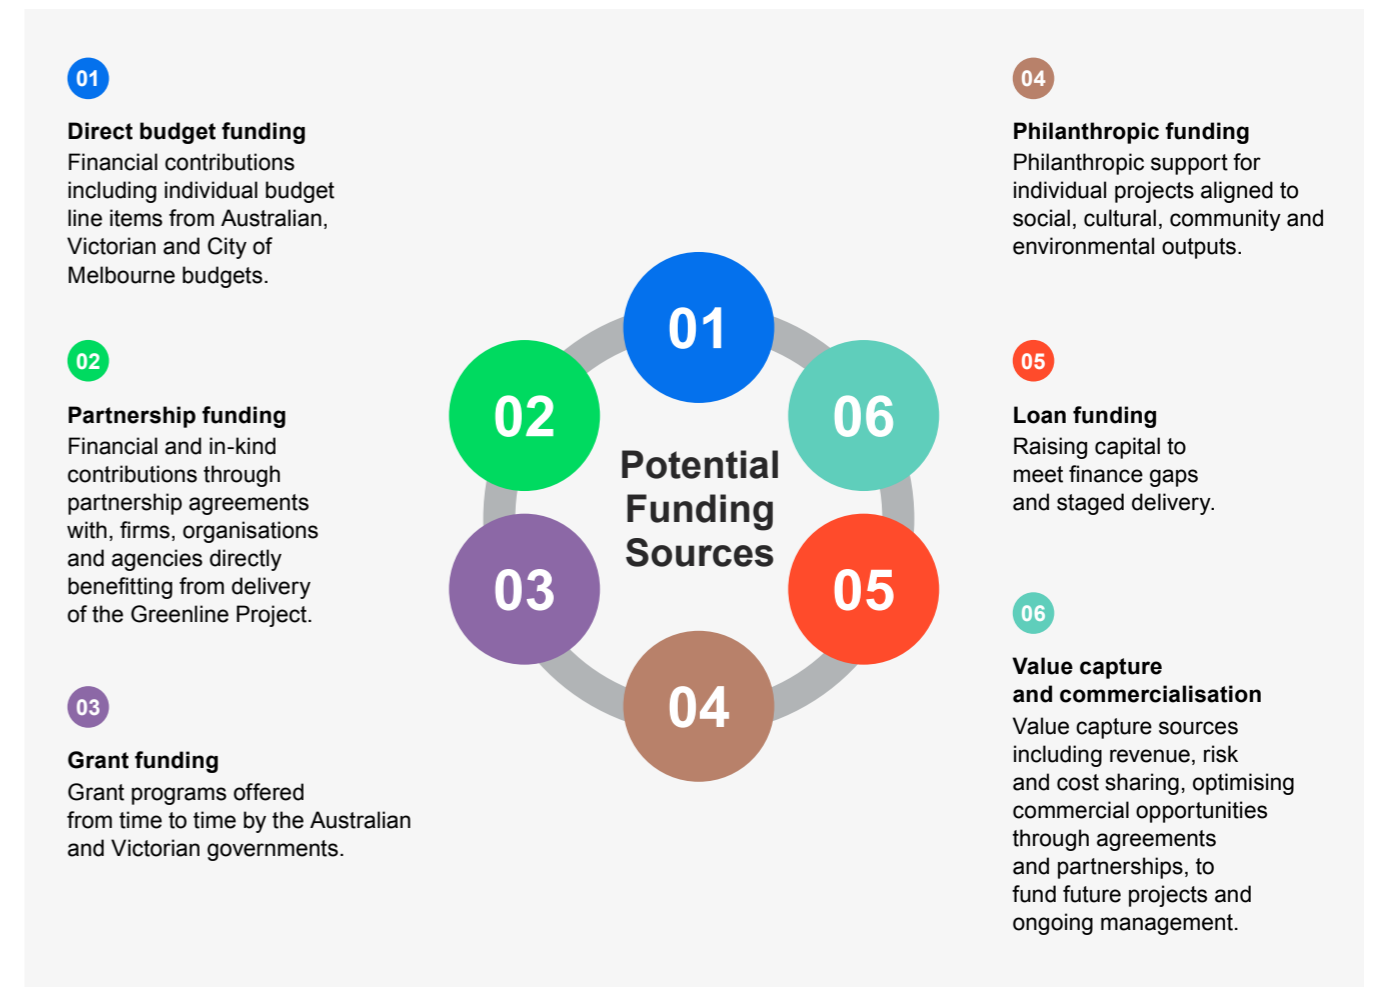 01
Direct budget funding
Financial contributions
including individual budget
line items from Australian,
Victorian and City of
Melbourne budgets.
02
Partnership funding
Financial and in-kind
contributions through
partnership agreements
with, firms, organisations
and agencies directly
benefitting from delivery
of the Greenline Project.
03
Grant funding
Grant programs offered
from time to time by the Australian
and Victorian governments.
01
02
06
Potential
Funding
Sources
03
05
04
04
Philanthropic funding
Philanthropic support for
individual projects aligned to
social, cultural, community and
environmental outputs.
05
Loan funding
Raising capital to
meet finance gaps
and staged delivery.
06
Value capture
and commercialisation
Value capture sources
including revenue, risk
and cost sharing, optimising
commercial opportunities
through agreements
and partnerships, to
fund future projects and
ongoing management.